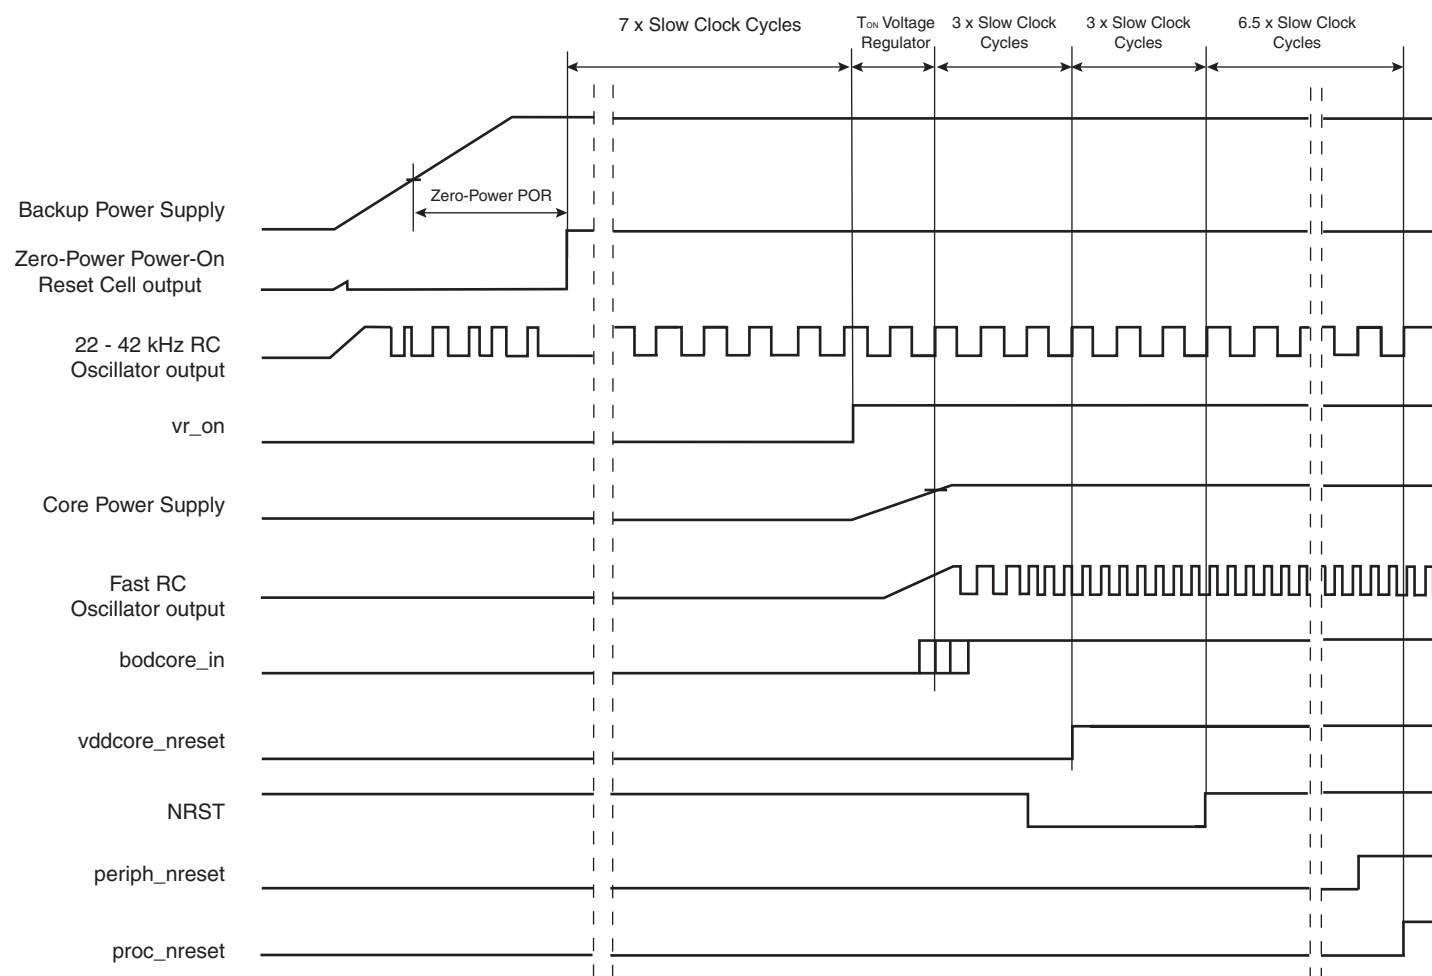 7 x Slow Clock Cycles
TON Voltage
Regulator
3 x Slow Clock
Cycles
3 x Slow Clock
Cycles
6.5 x Slow Clock
Cycles
Zero-Power POR
Backup Power Supply
Zero-Power Power-On
Reset Cell output
22 - 42 kHz RC
Oscillator output
vr_on
Core Power Supply
Fast RC
Oscillator output
bodcore_in
vddcore_nreset
NRST
periph_nreset
proc_nreset